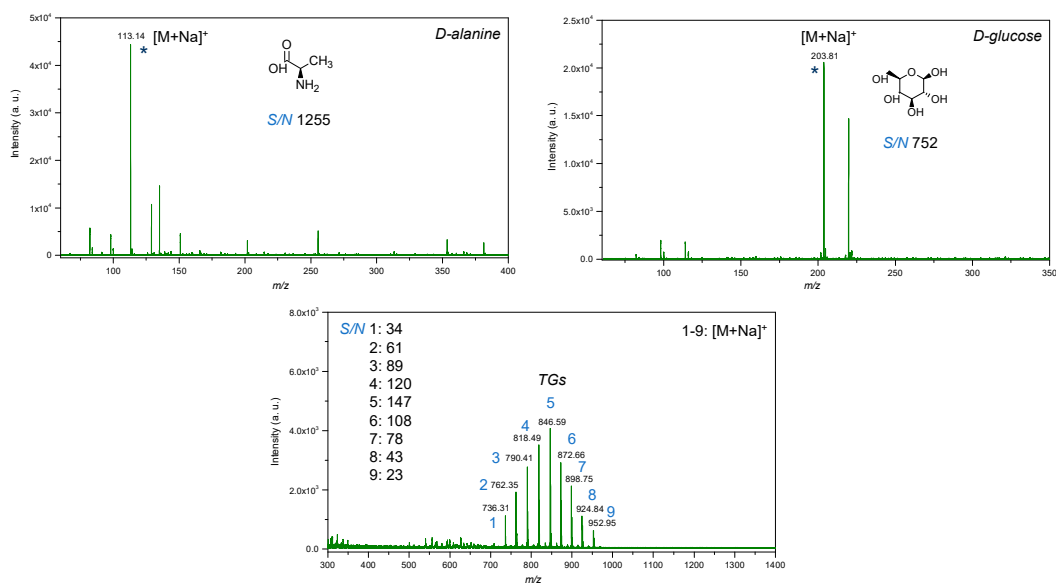 D-alanine
[M+Na]⁺
113.14
*
O
OH
CH₃
NH₂
S/N 1255
Intensity (a. u.)
5x10⁴
4x10⁴
3x10⁴
2x10⁴
1x10⁴
0
100 150 200 250 300 350 400
m/z
D-glucose
[M+Na]⁺
203.81
*
OH O OH
OH OH
OH
S/N 752
Intensity (a. u.)
2.5x10⁴
2.0x10⁴
1.5x10⁴
1.0x10⁴
5.0x10³
0.0
100 150 200 250 300 350
m/z
S/N 1: 34
2: 61
3: 89
4: 120
5: 147
6: 108
7: 78
8: 43
9: 23
1-9: [M+Na]⁺
TGs
5
846.59
4
818.49
6
872.66
3
790.41
7
898.75
2
762.35
8
924.84
1
736.31
9
952.95
Intensity (a. u.)
8.0x10³
6.0x10³
4.0x10³
2.0x10³
0.0
300 400 500 600 700 800 900 1000 1100 1200 1300 1400
m/z